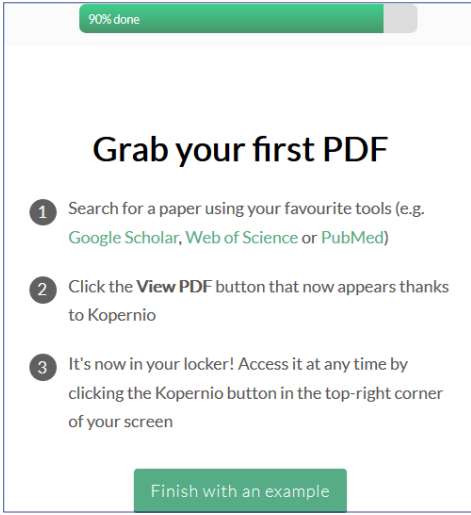 90% done
Grab your first PDF
1 Search for a paper using your favourite tools (e.g.
Google Scholar, Web of Science or PubMed)
2 Click the View PDF button that now appears thanks
to Kopernio
3 It's now in your locker! Access it at any time by
clicking the Kopernio button in the top-right corner
of your screen
Finish with an example